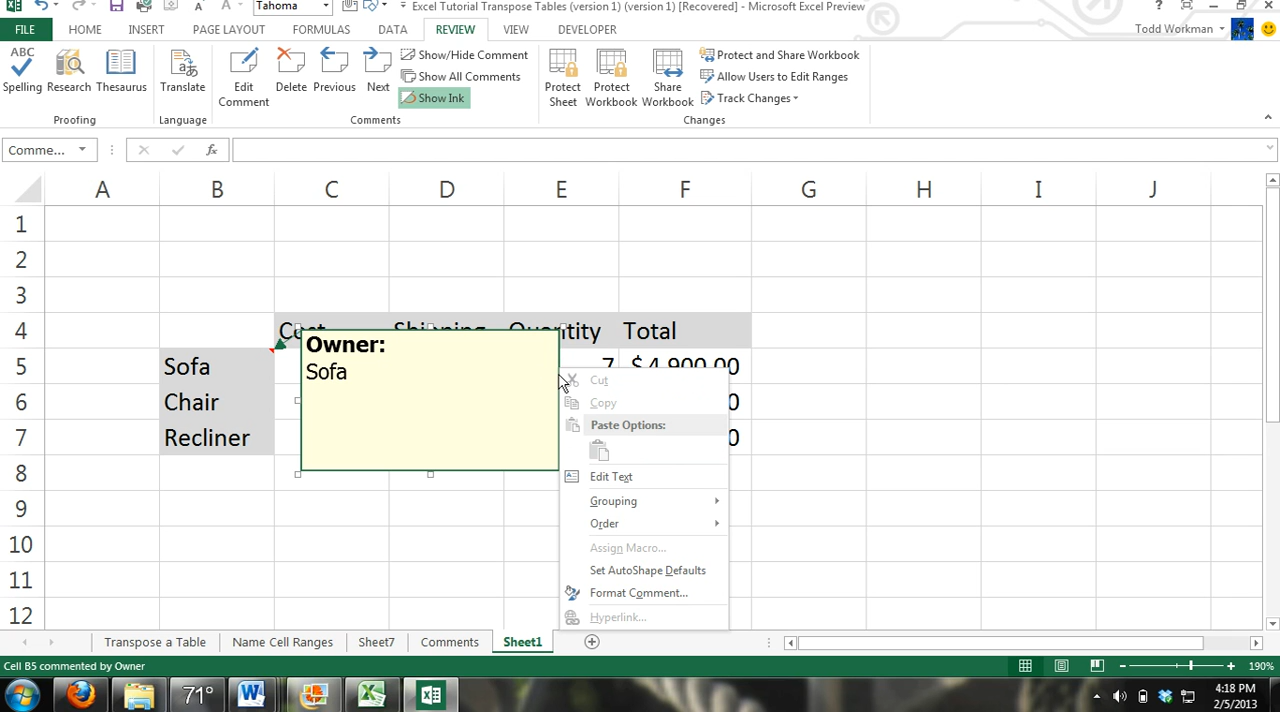 Tahoma
Excel Tutorial Transpose Tables (version 1) (version 1) [Recovered] - Microsoft Excel Preview
?
FILE HOME INSERT PAGE LAYOUT FORMULAS DATA REVIEW VIEW DEVELOPER Todd Workman
ABC
Show/Hide Comment
Show All Comments
Show Ink
Protect and Share Workbook
Allow Users to Edit Ranges
Track Changes
Spelling Research Thesaurus Translate Edit Comment Delete Previous Next Protect Sheet Protect Workbook Share Workbook
Proofing Language Comments Changes
Comme... fx
A B C D E F G H I J
1
2
3
4 Cost Shipping Quantity Total
5 Sofa 7 $4,900.00
6 Chair 0
7 Recliner 0
8
9
10
11
12
Owner:
Sofa
Cut
Copy
Paste Options:
Edit Text
Grouping
Order
Assign Macro...
Set AutoShape Defaults
Format Comment...
Hyperlink...
Transpose a Table Name Cell Ranges Sheet7 Comments Sheet1
Cell B5 commented by Owner 190%
71°
4:18 PM
2/5/2013